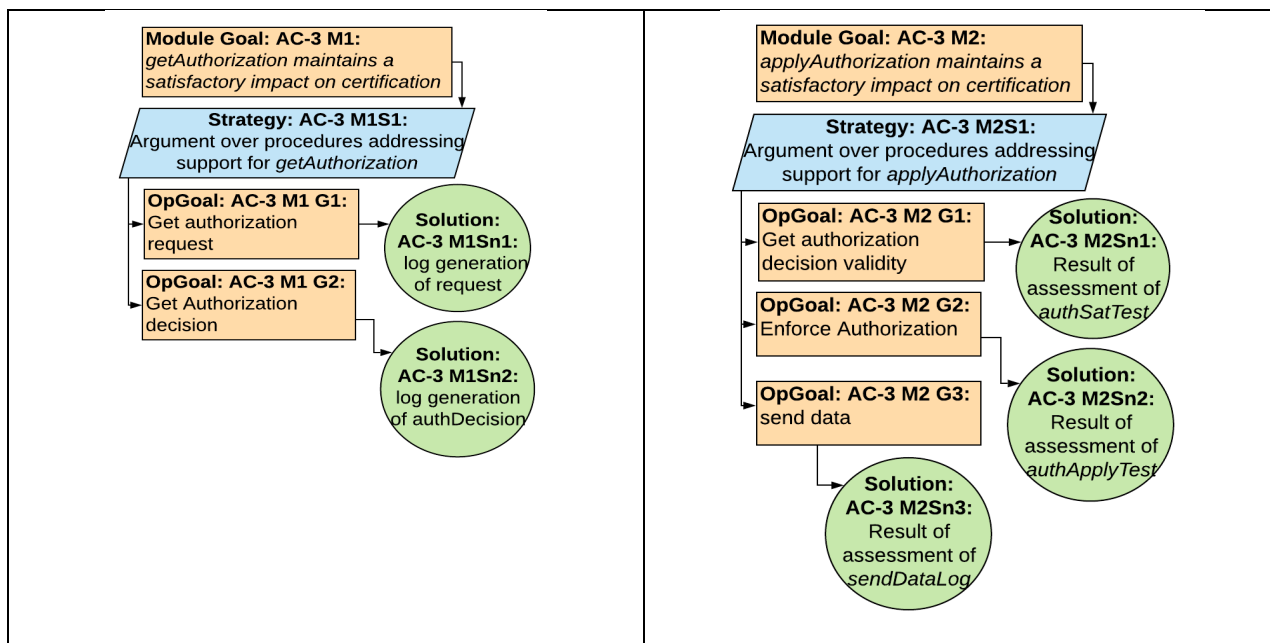 Module Goal: AC-3 M1:
getAuthorization maintains a
satisfactory impact on certification
Strategy: AC-3 M1S1:
Argument over procedures addressing
support for getAuthorization
OpGoal: AC-3 M1 G1:
Get authorization
request
Solution:
AC-3 M1Sn1:
log generation
of request
OpGoal: AC-3 M1 G2:
Get Authorization
decision
Solution:
AC-3 M1Sn2:
log generation
of authDecision
Module Goal: AC-3 M2:
applyAuthorization maintains a
satisfactory impact on certification
Strategy: AC-3 M2S1:
Argument over procedures addressing
support for applyAuthorization
OpGoal: AC-3 M2 G1:
Get authorization
decision validity
Solution:
AC-3 M2Sn1:
Result of
assessment of
authSatTest
OpGoal: AC-3 M2 G2:
Enforce Authorization
Solution:
AC-3 M2Sn2:
Result of
assessment of
authApplyTest
OpGoal: AC-3 M2 G3:
send data
Solution:
AC-3 M2Sn3:
Result of
assessment of
sendDataLog